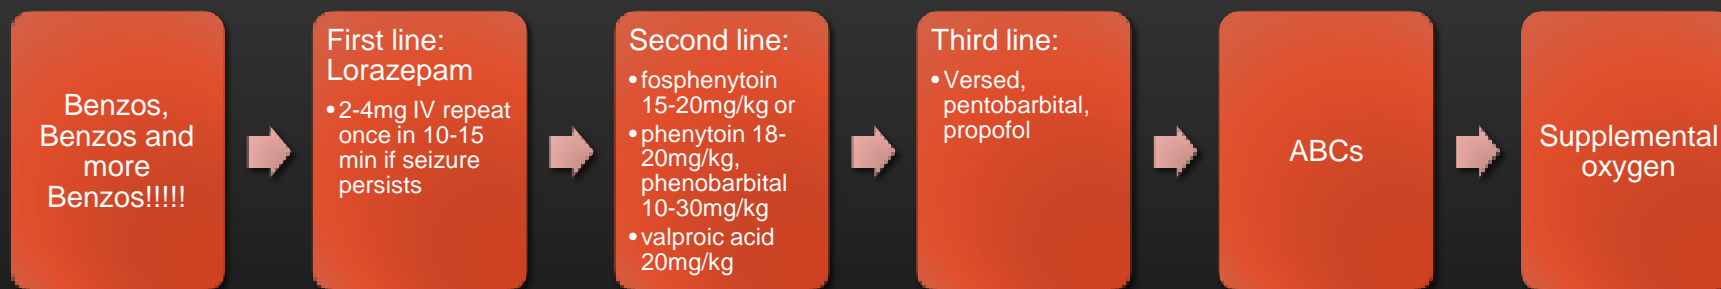 Benzos,
Benzos and
more
Benzos!!!!!
First line:
Lorazepam
•2-4mg IV repeat
once in 10-15
min if seizure
persists
Second line:
•fosphenytoin
15-20mg/kg or
•phenytoin 18-
20mg/kg,
phenobarbital
10-30mg/kg
•valproic acid
20mg/kg
Third line:
•Versed,
pentobarbital,
propofol
ABCs
Supplemental
oxygen